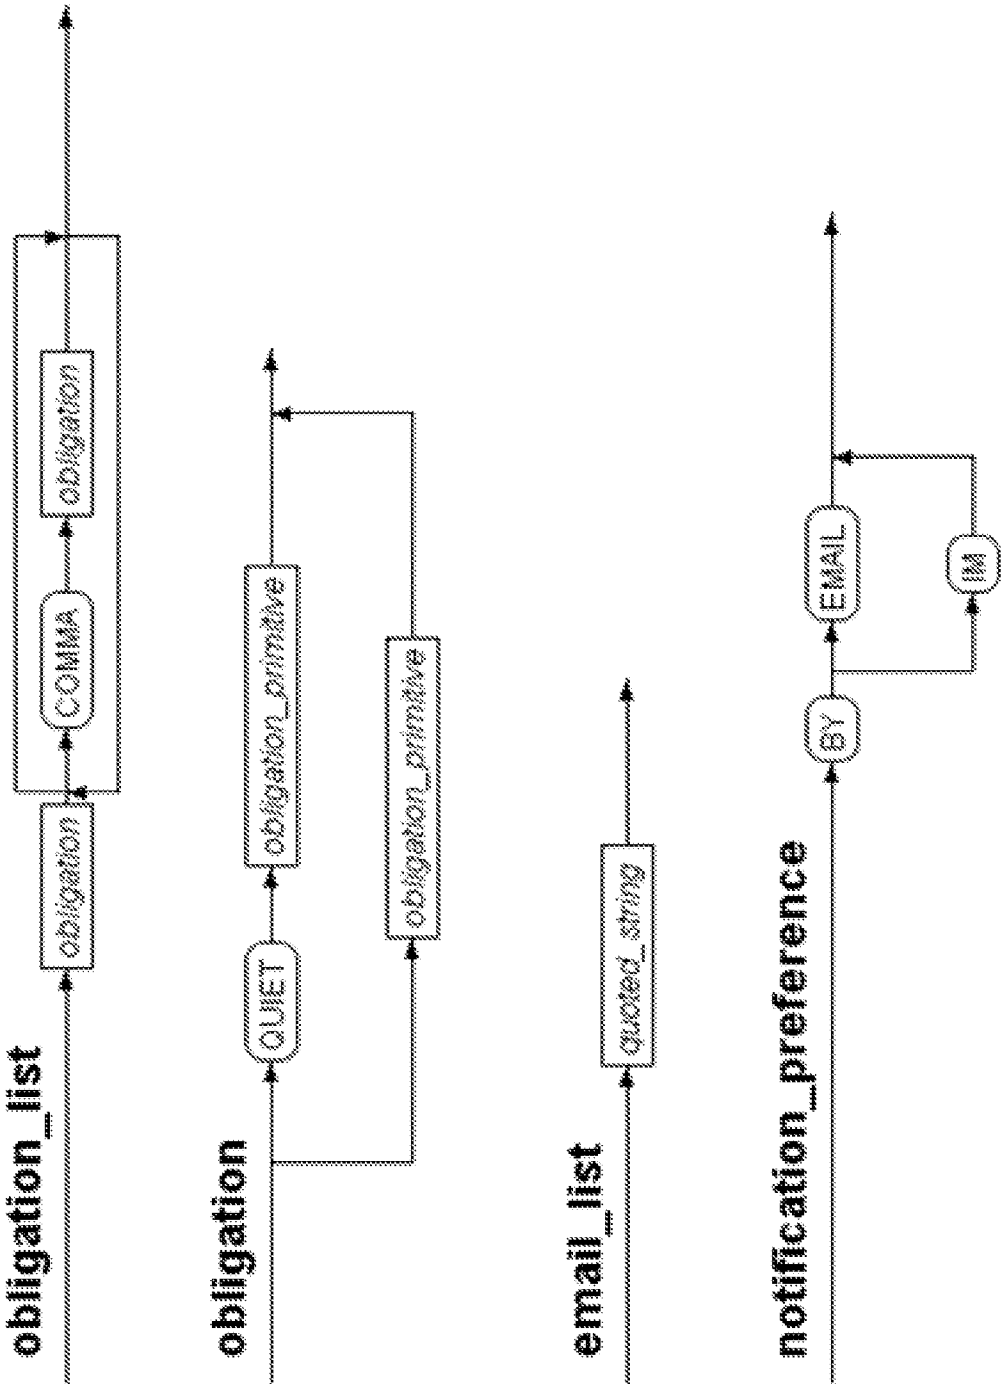 obligation_list
obligation
COMMA
obligation
obligation
QUIET
obligation_primitive
obligation_primitive
email_list
quoted_string
notification_preference
BY
EMAIL
IM